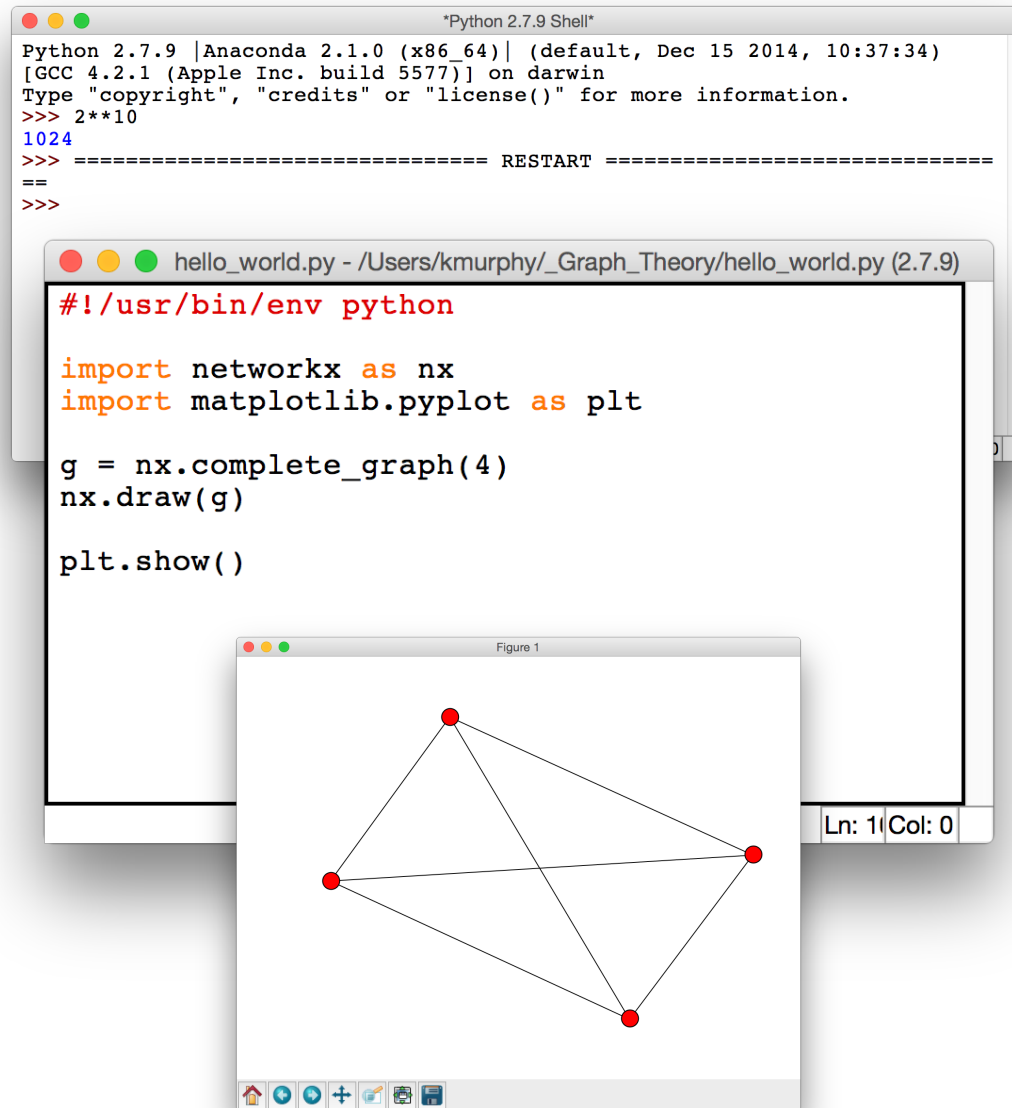 *Python 2.7.9 Shell*
Python 2.7.9 |Anaconda 2.1.0 (x86_64)| (default, Dec 15 2014, 10:37:34)
[GCC 4.2.1 (Apple Inc. build 5577)] on darwin
Type "copyright", "credits" or "license()" for more information.
>>> 2**10
1024
>>> ================================ RESTART ==============================
==
>>>
hello_world.py - /Users/kmurphy/_Graph_Theory/hello_world.py (2.7.9)
#!/usr/bin/env python
import networkx as nx
import matplotlib.pyplot as plt
g = nx.complete_graph(4)
nx.draw(g)
plt.show()
Ln: 1 Col: 0
Figure 1